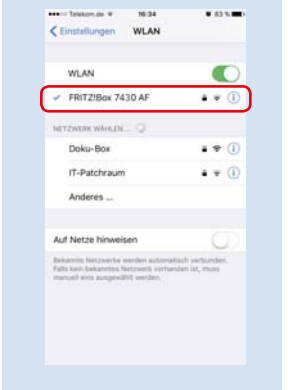 Telekom.de 16:34 83 %
Einstellungen WLAN
WLAN
FRITZ!Box 7430 AF
NETZWERK WÄHLEN ...
Doku-Box
IT-Patchraum
Anderes ...
Auf Netze hinweisen
Bekannte Netzwerke werden automatisch verbunden.
Falls kein bekanntes Netzwerk vorhanden ist, muss
manuell eins ausgewählt werden.